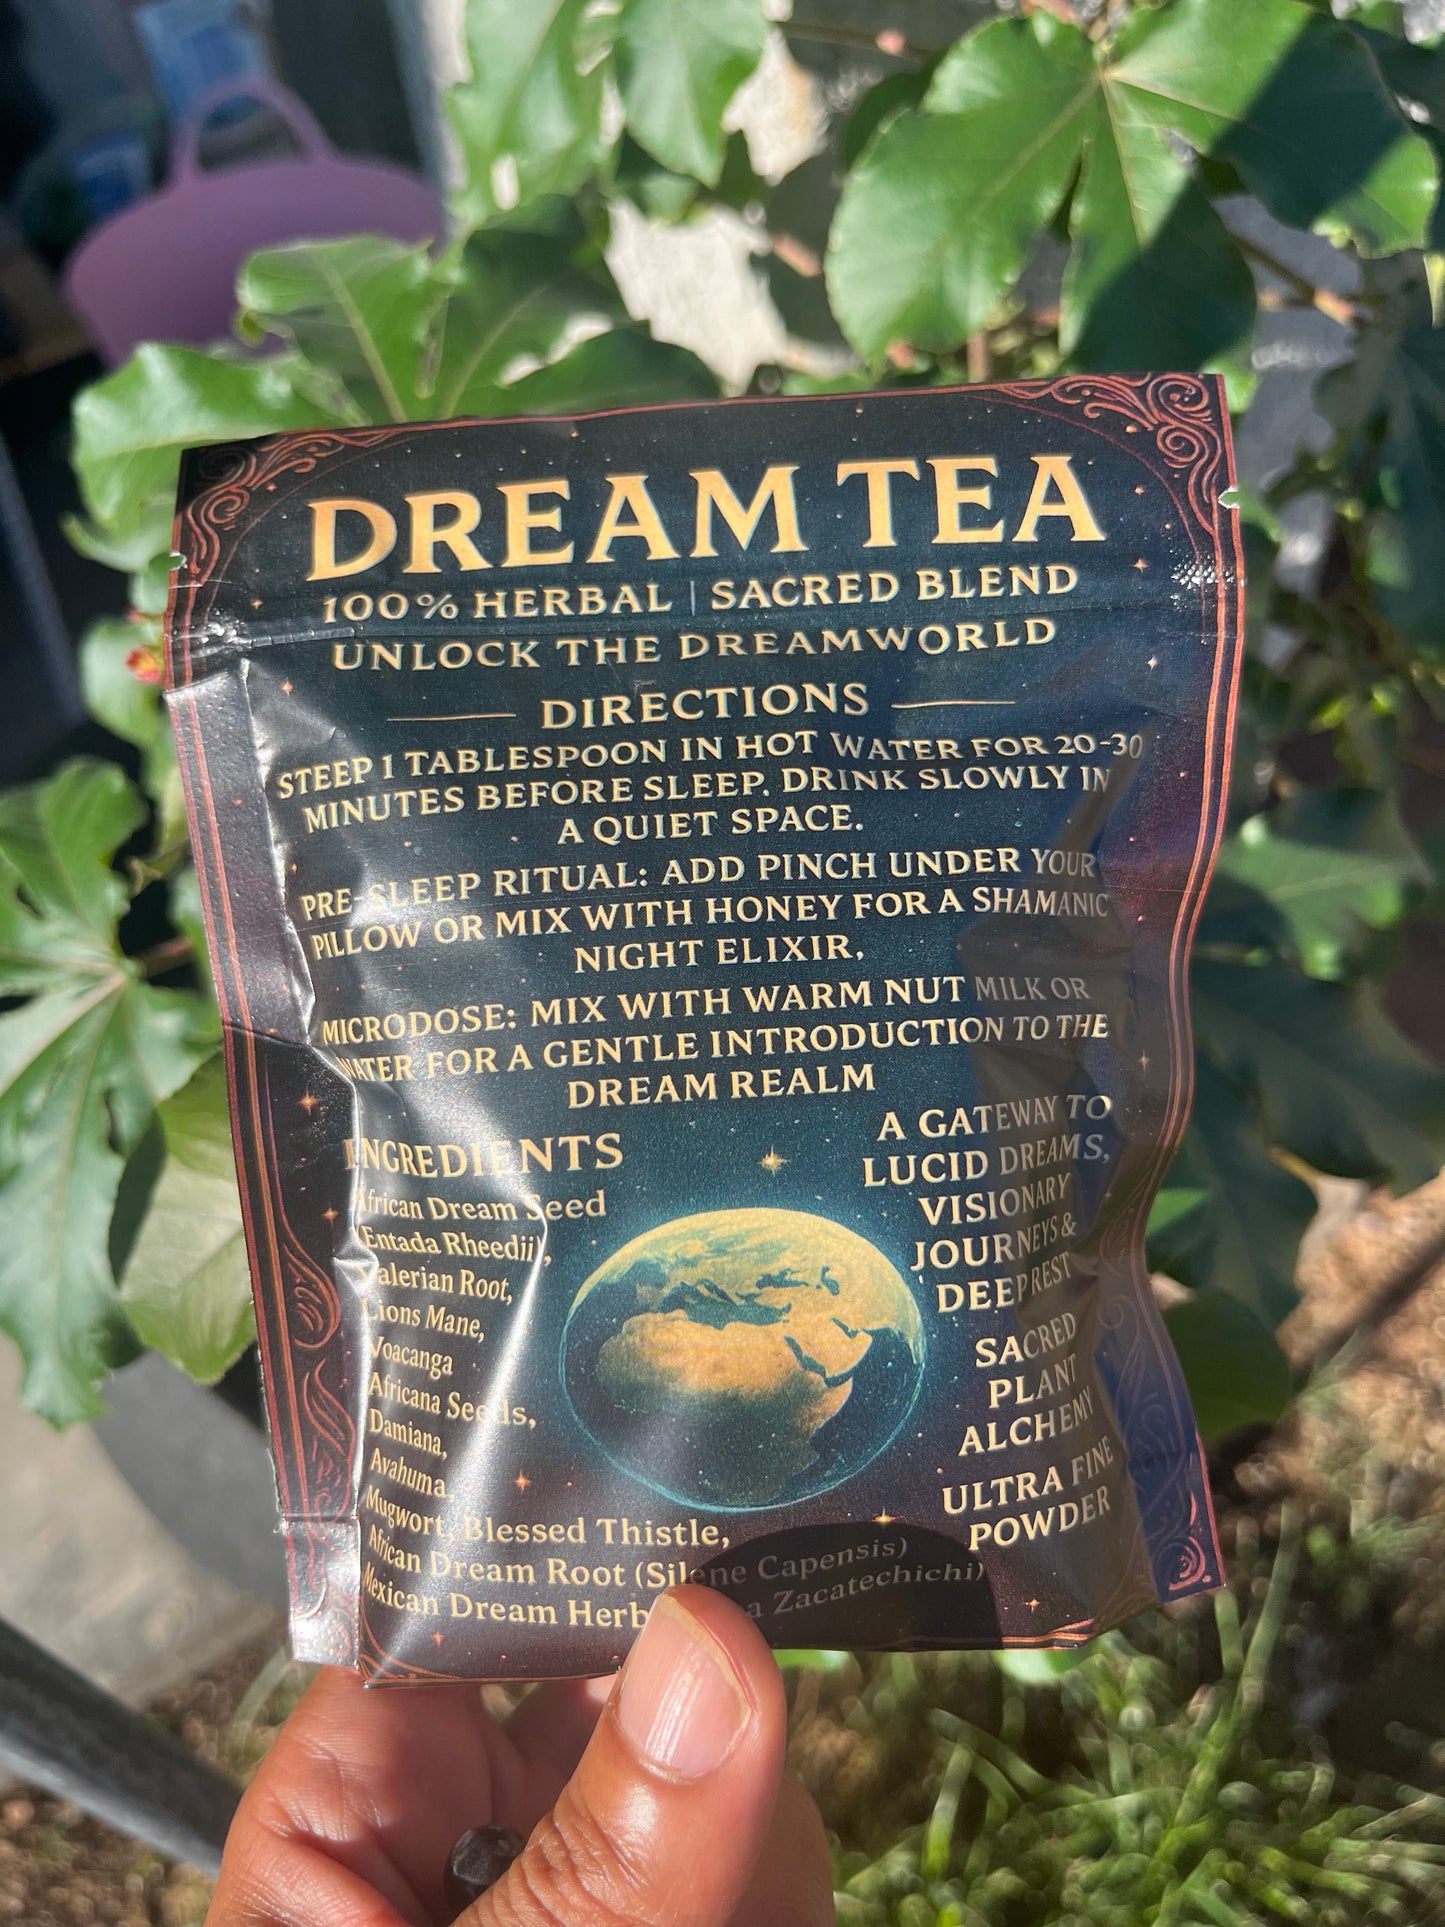 DREAM TEA
100% HERBAL | SACRED BLEND
UNLOCK THE DREAMWORLD
DIRECTIONS
STEEP 1 TABLESPOON IN HOT WATER FOR 20-30
MINUTES BEFORE SLEEP. DRINK SLOWLY IN
A QUIET SPACE.
PRE-SLEEP RITUAL: ADD PINCH UNDER YOUR
PILLOW OR MIX WITH HONEY FOR A SHAMANIC
NIGHT ELIXIR.
MICRODOSE: MIX WITH WARM NUT MILK OR
WATER FOR A GENTLE INTRODUCTION TO THE
DREAM REALM
INGREDIENTS
African Dream Seed
(Entada Rheedii),
Valerian Root,
Lions Mane,
Voacanga
Africana Seeds,
Damiana,
Avahuma
Mugwort, Blessed Thistle,
African Dream Root (Silene Capensis)
Mexican Dream Herb Zacatechichi)
A GATEWAY TO
LUCID DREAMS,
VISIONARY
JOURNEYS &
DEEP REST
SACRED
PLANT
ALCHEMY
ULTRA FINE
POWDER